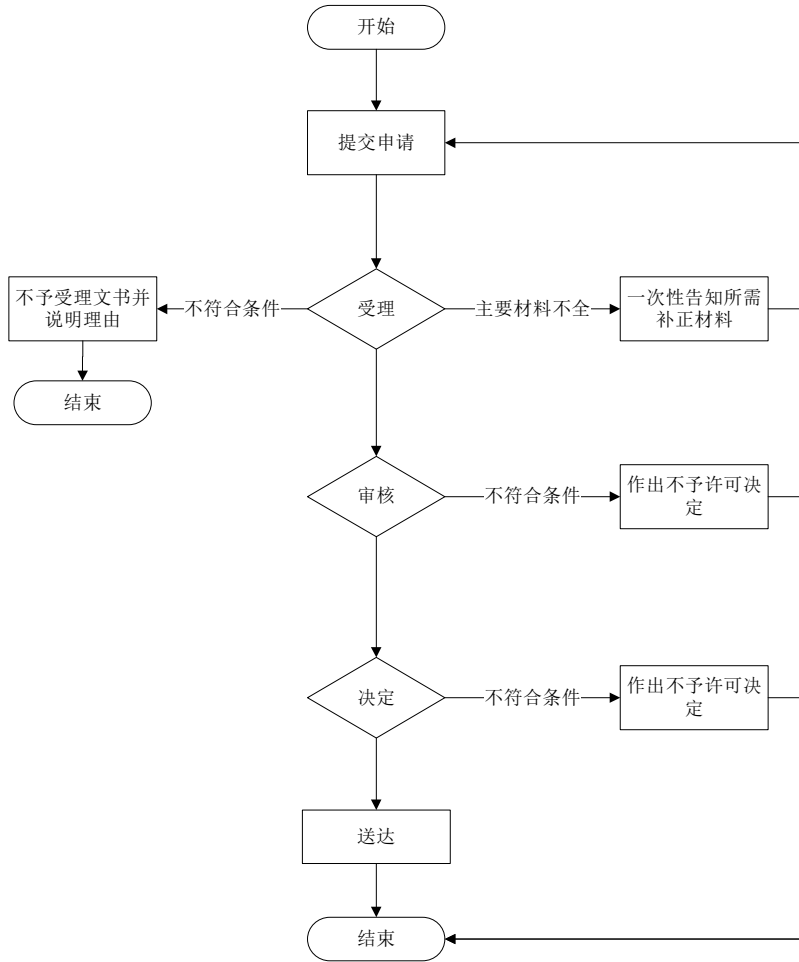 开始
提交申请
不予受理文书并
说明理由
不符合条件
受理
主要材料不全
一次性告知所需
补正材料
结束
审核
不符合条件
作出不予许可决
定
决定
不符合条件
作出不予许可决
定
送达
结束